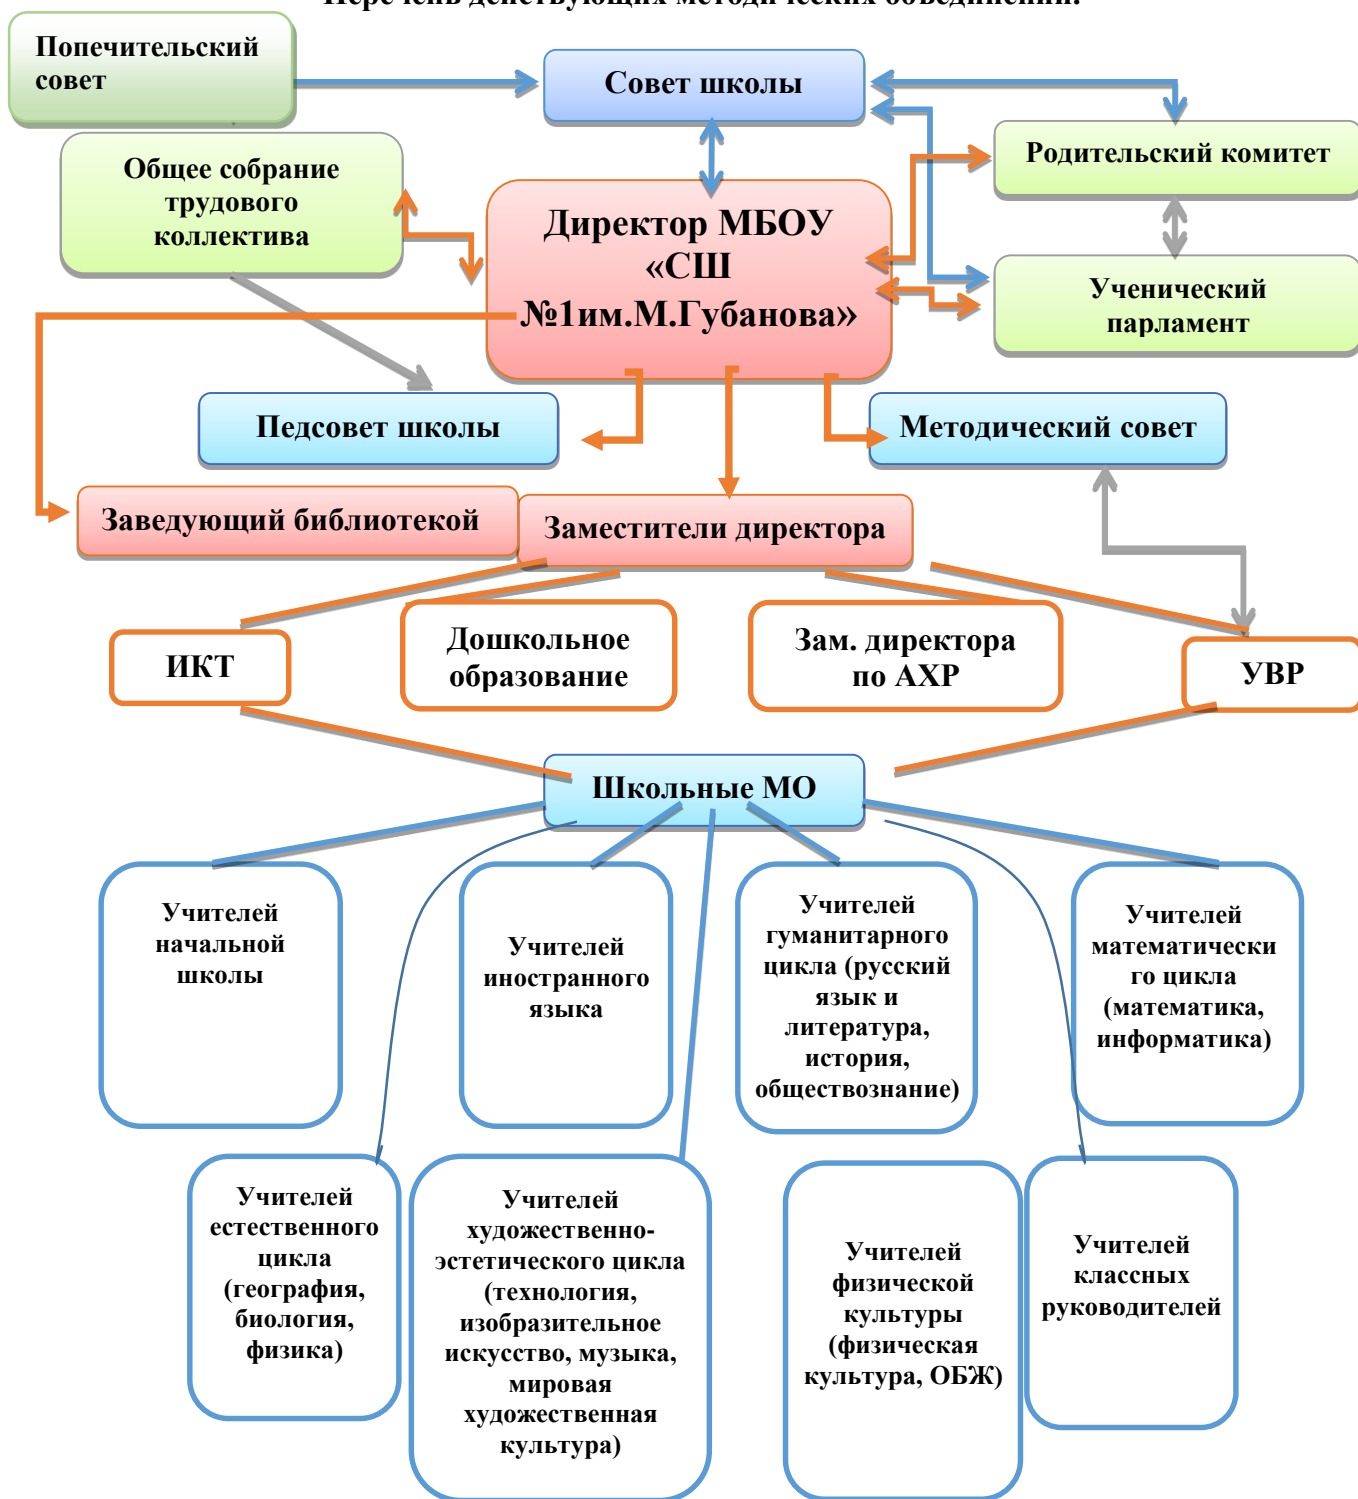 Перечень действующих методических объединений:
Попечительский
совет
Совет школы
Общее собрание
трудового
коллектива
Родительский комитет
Директор МБОУ
«СШ
№1им.М.Губанова»
Ученический
парламент
Педсовет школы
Методический совет
Заведующий библиотекой
Заместители директора
ИКТ
Дошкольное
образование
Зам. директора
по АХР
УВР
Школьные МО
Учителей
начальной
школы
Учителей
иностранного
языка
Учителей
гуманитарного
цикла (русский
язык и
литература,
история,
обществознание)
Учителей
математически
го цикла
(математика,
информатика)
Учителей
естественного
цикла
(география,
биология,
физика)
Учителей
художественно-
эстетического цикла
(технология,
изобразительное
искусство, музыка,
мировая
художественная
культура)
Учителей
физической
культуры
(физическая
культура, ОБЖ)
Учителей
классных
руководителей